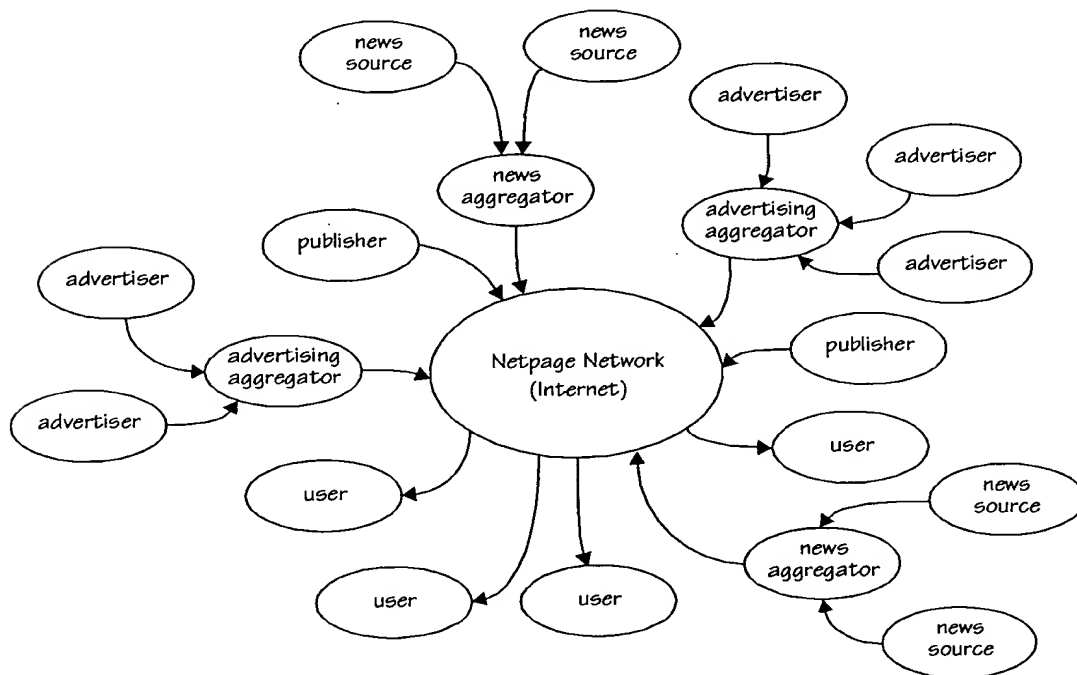 news
source
news
source
advertiser
advertiser
news
aggregator
advertising
aggregator
publisher
advertiser
advertiser
Netpage Network
(Internet)
publisher
advertising
aggregator
advertiser
user
user
news
source
news
aggregator
user
user
news
source